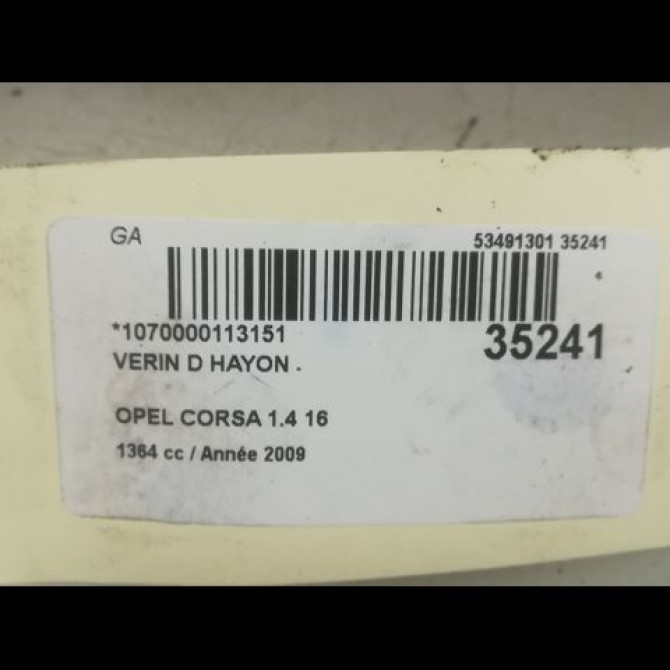 GA
53491301 35241
*1070000113151
35241
VERIN D HAYON .
OPEL CORSA 1.4 16
1364 cc / Année 2009